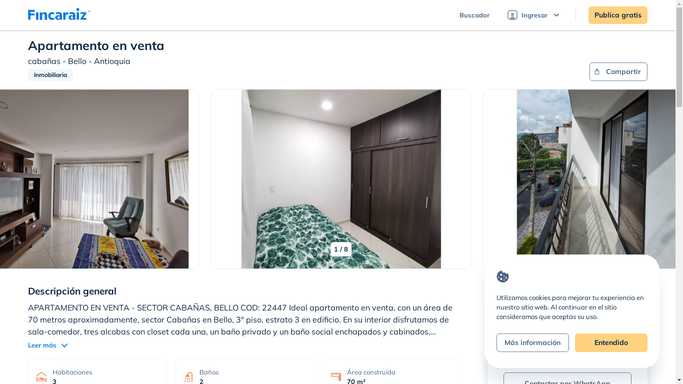 Fincaraiz
Buscador
Ingresar
Publica gratis
Apartamento en venta
cabañas - Bello - Antioquia
Inmobiliaria
Compartir
1 / 8
Descripción general
APARTAMENTO EN VENTA - SECTOR CABAÑAS, BELLO COD: 22447 Ideal apartamento en venta, con un área de
70 metros aproximadamente, sector Cabañas en Bello, 3° piso, estrato 3 en edificio. En su interior disfrutamos de
sala-comedor, tres alcobas con closet cada una, un baño privado y un baño social enchapados y cabinados,...
Leer más
Habitaciones
3
Baños
2
Área construida
70 m²
Utilizamos cookies para mejorar tu experiencia en
nuestro sitio web. Al continuar en el sitio
consideramos que aceptas su uso.
Más información
Entendido
Contactar por WhatsApp